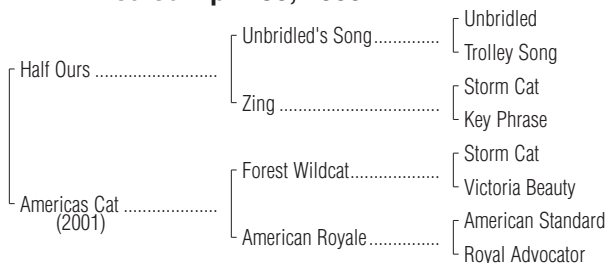 Unbridled
Unbridled's Song..............
Trolley Song
Half Ours ..........................
Storm Cat
Zing ..................................
Key Phrase
Storm Cat
Forest Wildcat...................
Victoria Beauty
Americas Cat ....................
(2001)
American Standard
American Royale...............
Royal Advocator